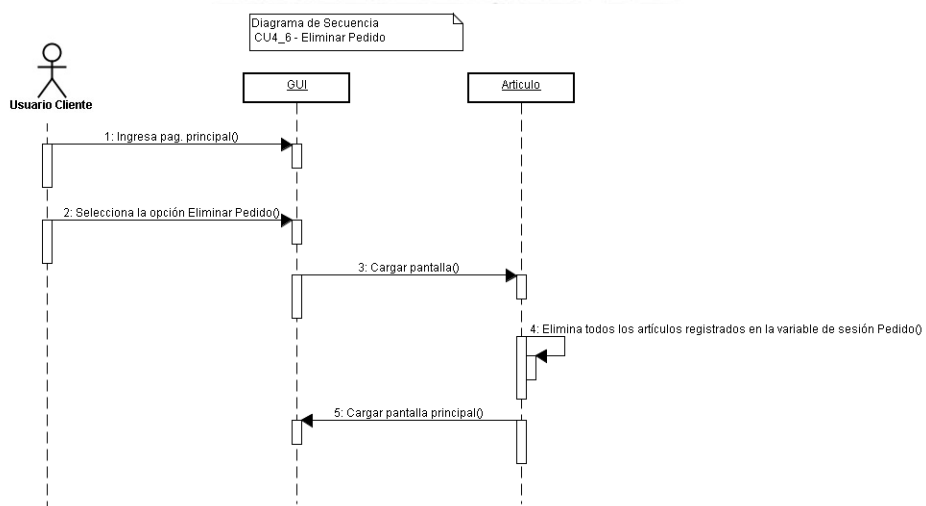 Diagrama de Secuencia
CU4_6 - Eliminar Pedido
Usuario Cliente
GUI
Articulo
1: Ingresa pag. principal()
2: Selecciona la opción Eliminar Pedido()
3: Cargar pantalla()
4: Elimina todos los artículos registrados en la variable de sesión Pedido()
5: Cargar pantalla principal()